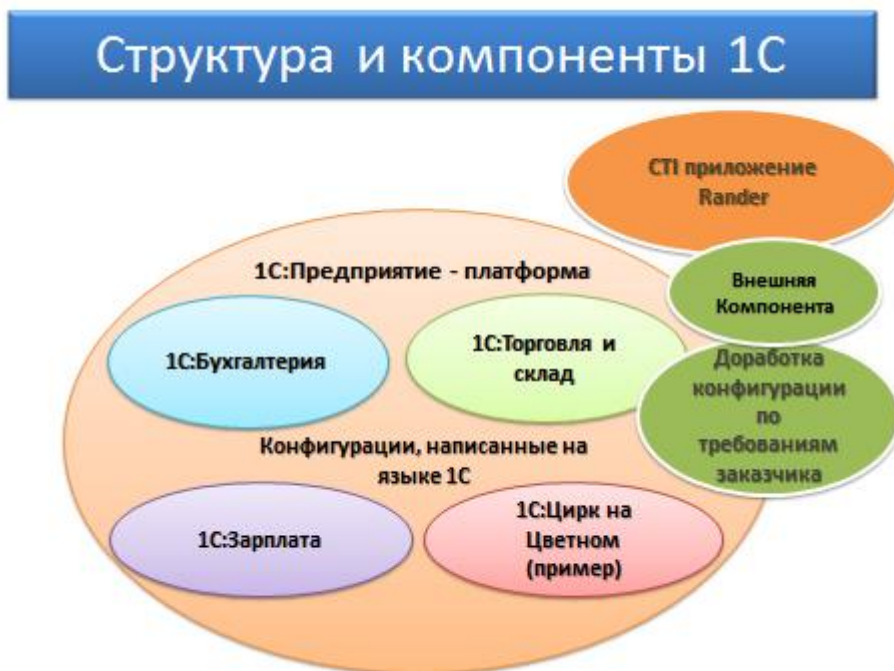 Структура и компоненты 1С
CTI приложение
Rander
Внешняя
Компонента
1С:Предприятие - платформа
1С:Бухгалтерия
1С:Торговля и
склад
Доработка
конфигурации
по
требованиям
заказчика
Конфигурации, написанные на
языке 1С
1С:Зарплата
1С:Цирк на
Цветном
(пример)